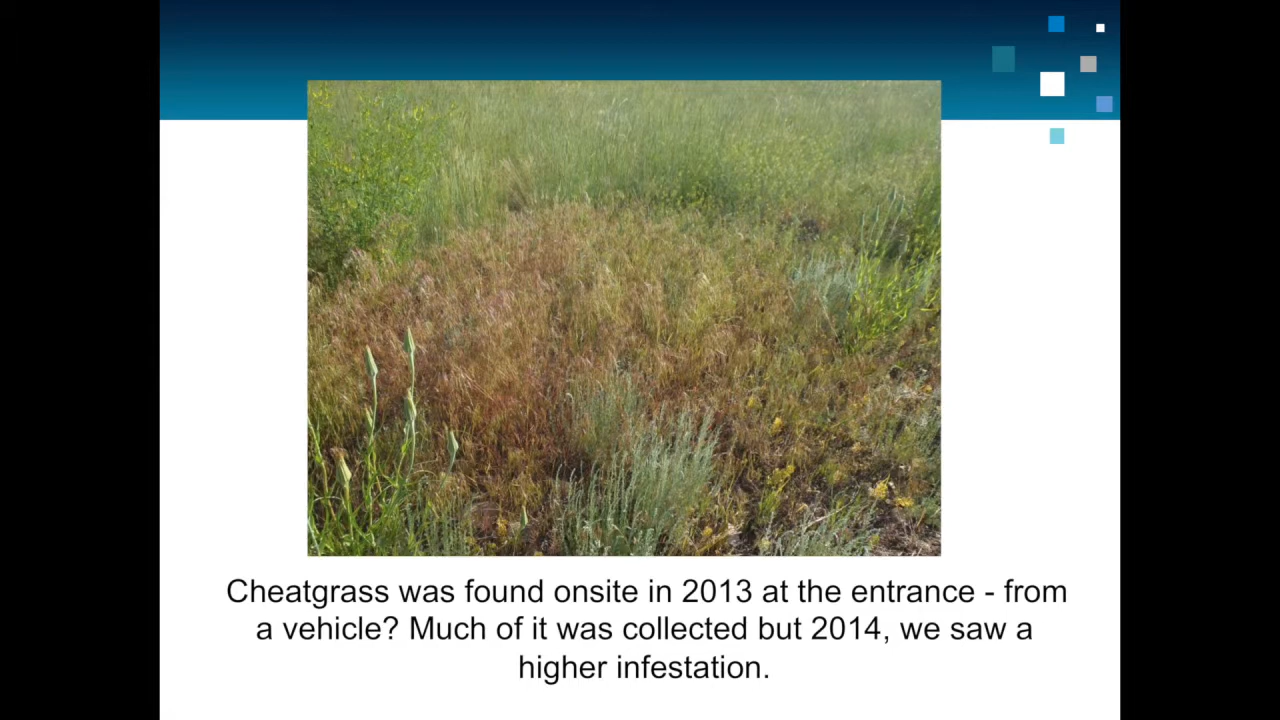 Cheatgrass was found onsite in 2013 at the entrance - from
a vehicle? Much of it was collected but 2014, we saw a
higher infestation.